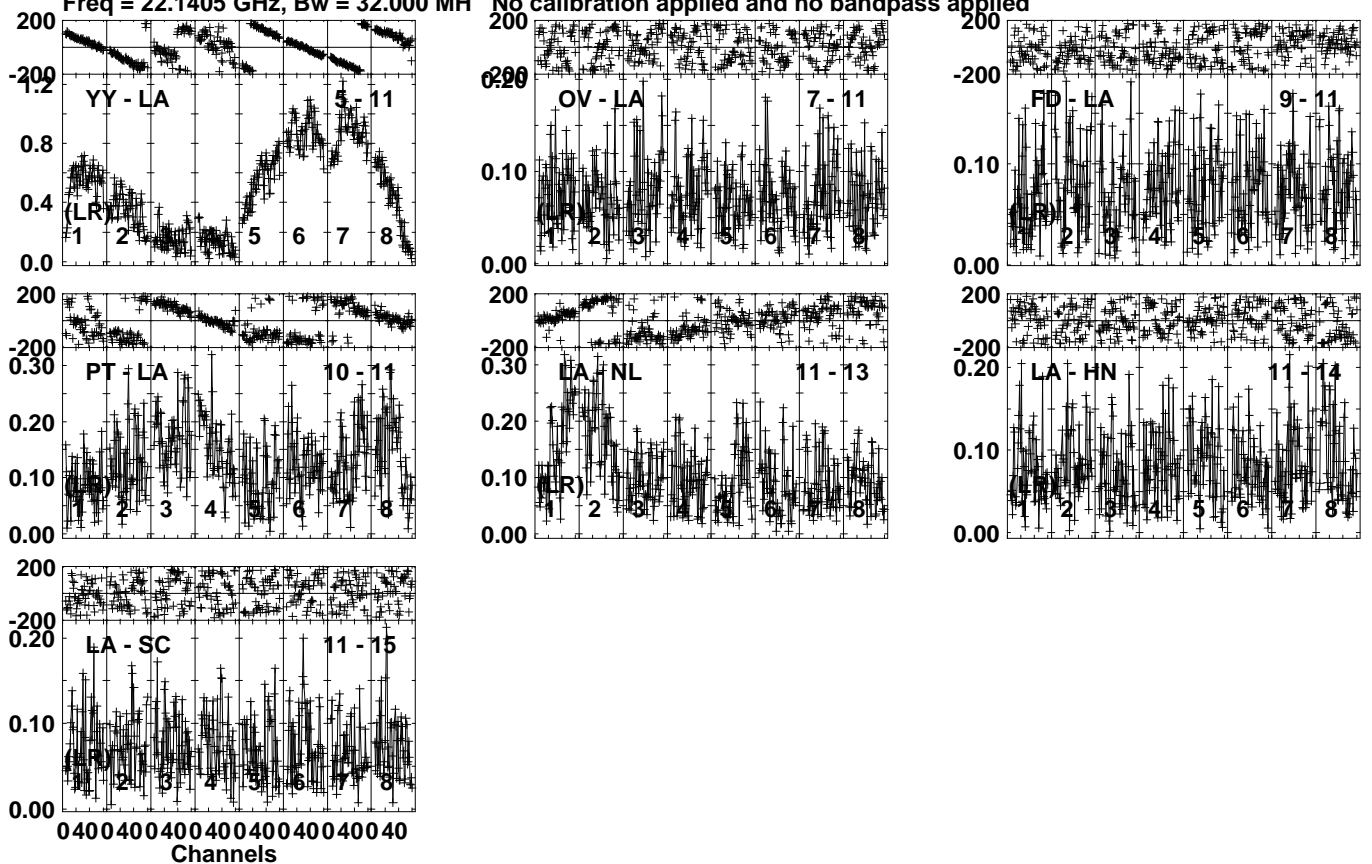 Freq = 22.1405 GHz, Bw = 32.000 MH No calibration applied and no bandpass applied
200
-200
1.2
0.8
0.4
0.0
YY - LA 5 - 11
(LR)
1 2 5 6 7 8
200
-200
0.20
0.10
0.00
OV - LA 7 - 11
(LR)
1 2 3 4 5 6 7 8
200
-200
0.10
0.00
FD - LA 9 - 11
(LR)
1 2 3 4 5 6 7 8
200
-200
0.30
0.20
0.10
0.00
PT - LA 10 - 11
(LR)
1 2 3 4 5 6 7 8
200
-200
0.30
0.20
0.10
0.00
LA - NL 11 - 13
(LR)
1 2 3 4 5 6 7 8
200
-200
0.20
0.10
0.00
LA - HN 11 - 14
(LR)
1 2 3 4 5 6 7 8
200
-200
0.20
0.10
0.00
LA - SC 11 - 15
(LR)
1 2 3 4 5 6 7 8
0 40 0 40 0 40 0 40 0 40 0 40 0 40 0 40
Channels